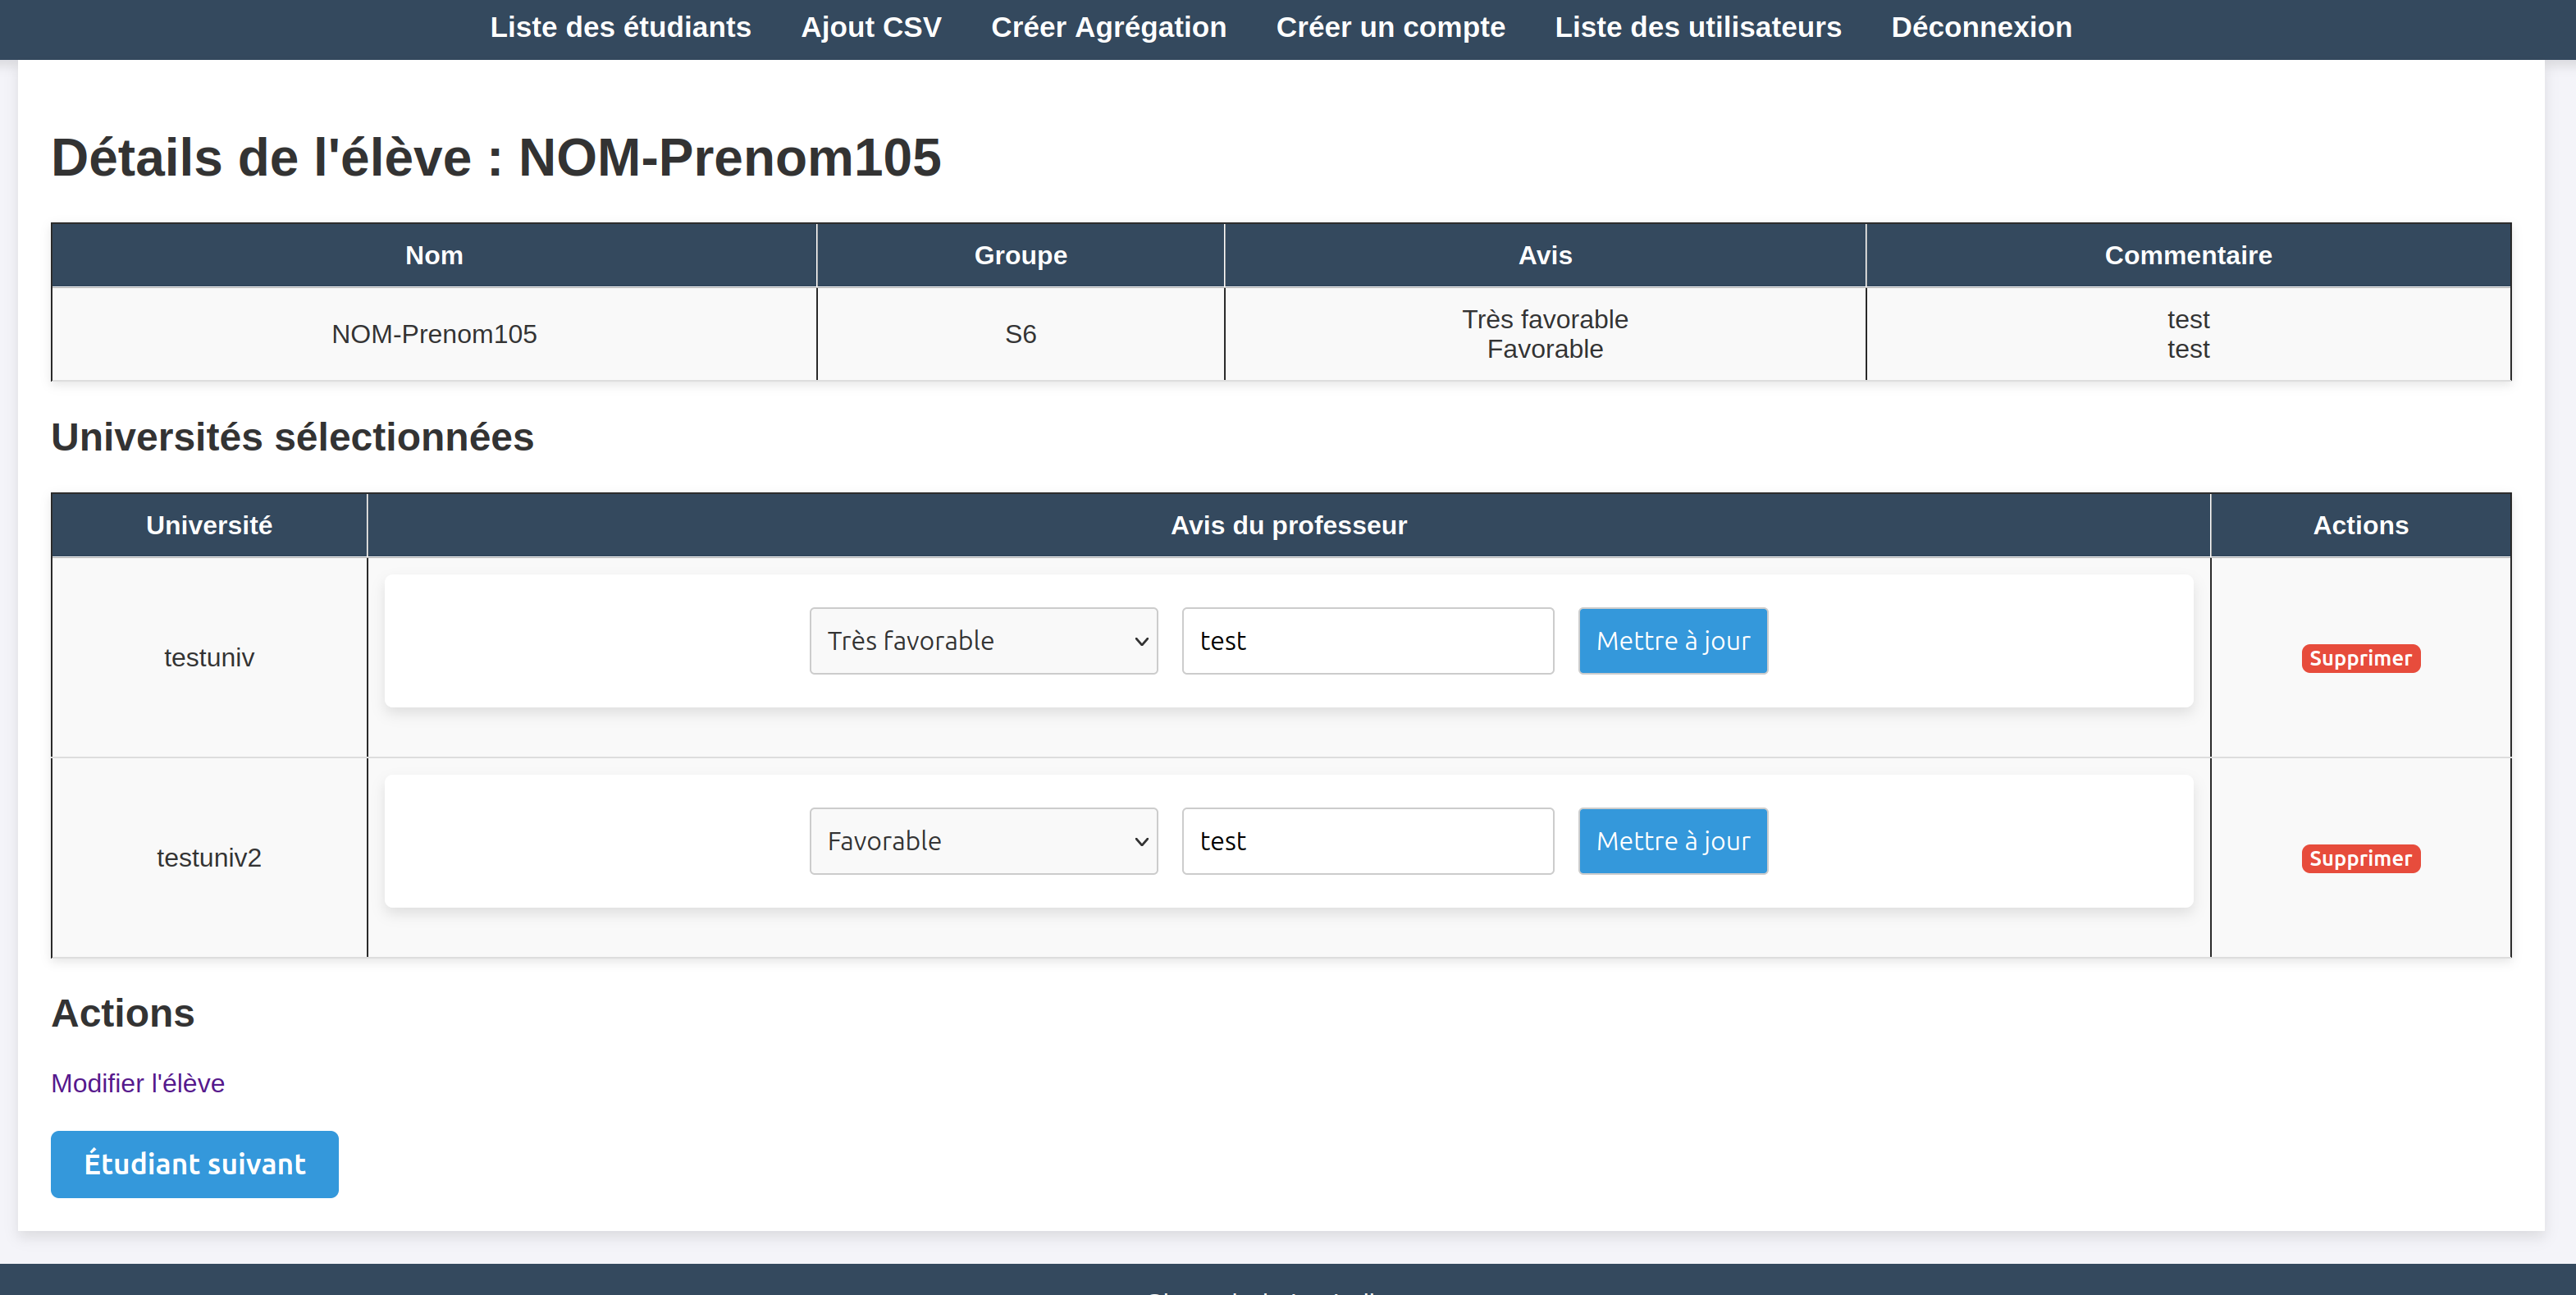 Liste des étudiants Ajout CSV Créer Agrégation Créer un compte Liste des utilisateurs Déconnexion
Détails de l'élève : NOM-Prenom105
Nom Groupe Avis Commentaire
NOM-Prenom105 S6 Très favorable test
Favorable test
Universités sélectionnées
Université Avis du professeur Actions
testuniv Très favorable test Mettre à jour Supprimer
testuniv2 Favorable test Mettre à jour Supprimer
Actions
Modifier l'élève
Étudiant suivant